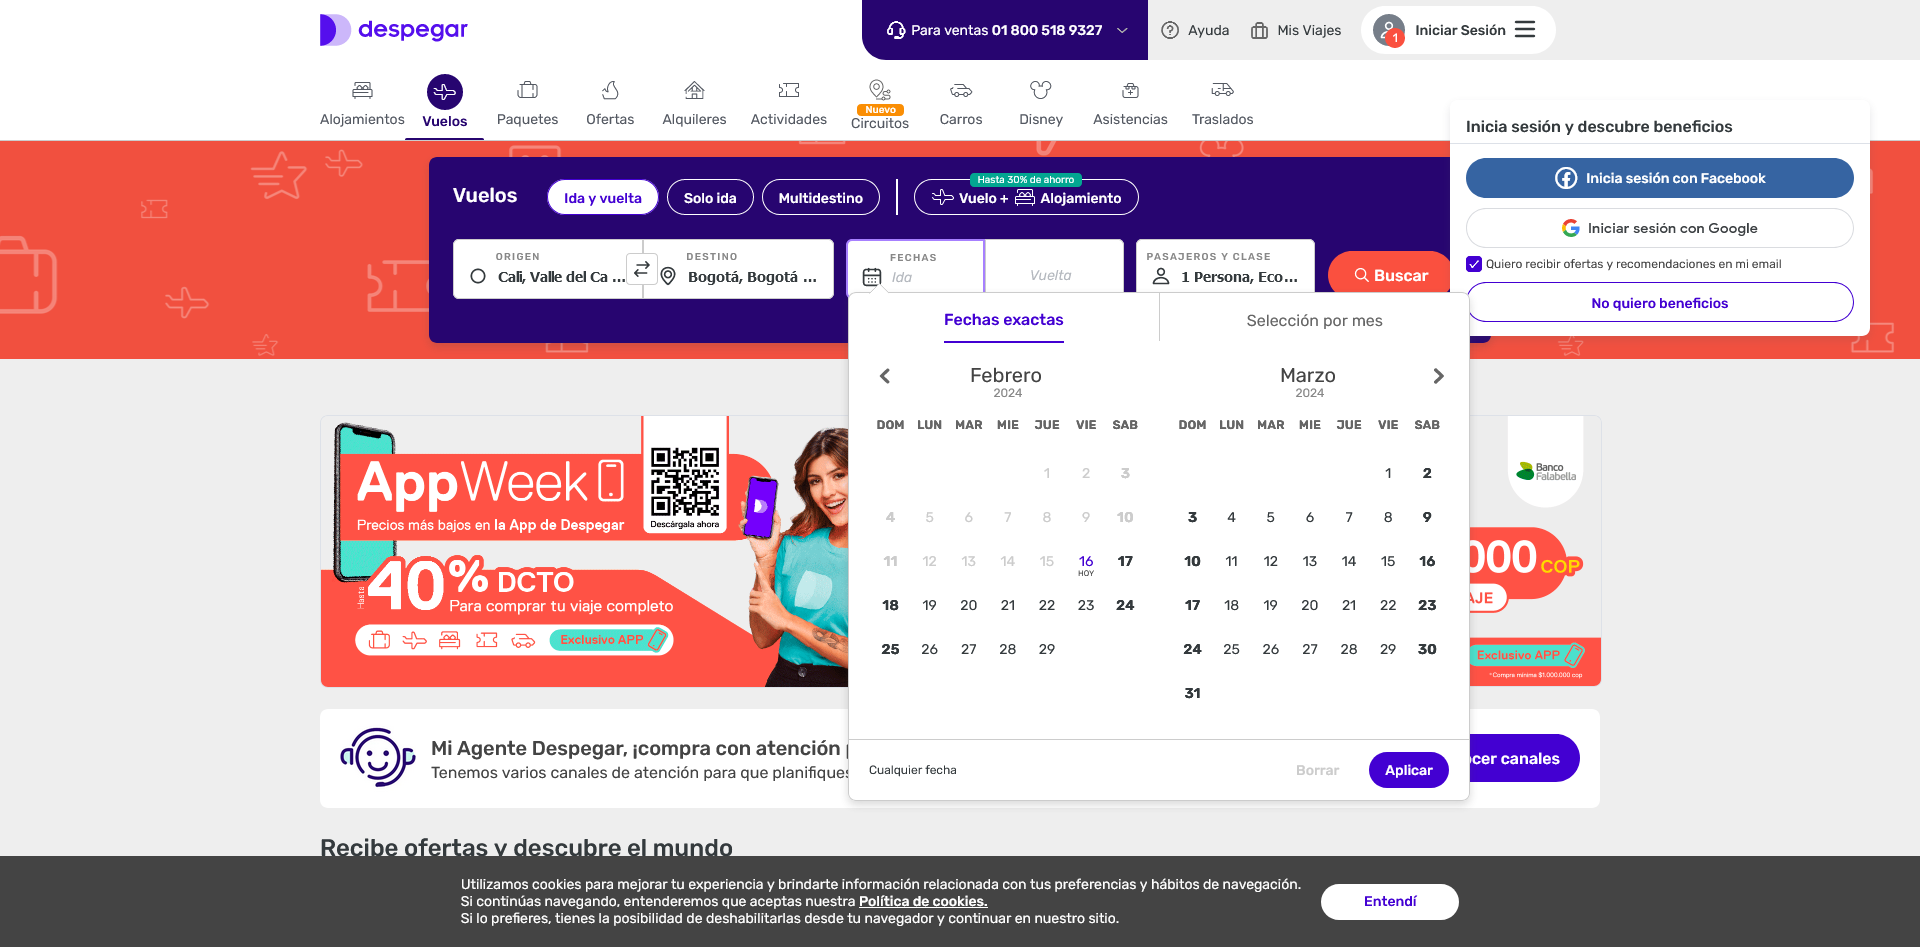 despegar
Para ventas 01 800 518 9327
Ayuda
Mis Viajes
1
Iniciar Sesión
Alojamientos
Vuelos
Paquetes
Ofertas
Alquileres
Actividades
Nuevo
Circuitos
Carros
Disney
Asistencias
Traslados
Inicia sesión y descubre beneficios
Inicia sesión con Facebook
Iniciar sesión con Google
Quiero recibir ofertas y recomendaciones en mi email
No quiero beneficios
Vuelos
Ida y vuelta
Solo ida
Multidestino
Hasta 30% de ahorro
Vuelo + Alojamiento
ORIGEN
Cali, Valle del Ca ...
DESTINO
Bogotá, Bogotá ...
FECHAS
Ida
Vuelta
PASAJEROS Y CLASE
1 Persona, Eco...
Buscar
Fechas exactas
Selección por mes
Febrero
2024
DOM LUN MAR MIE JUE VIE SAB
1 2 3
4 5 6 7 8 9 10
11 12 13 14 15 16 17
HOY
18 19 20 21 22 23 24
25 26 27 28 29
Marzo
2024
DOM LUN MAR MIE JUE VIE SAB
1 2
3 4 5 6 7 8 9
10 11 12 13 14 15 16
17 18 19 20 21 22 23
24 25 26 27 28 29 30
31
Cualquier fecha
Borrar
Aplicar
AppWeek
Precios más bajos en la App de Despegar
Descárgala ahora
Hasta 40% DCTO
Para comprar tu viaje completo
Exclusivo APP
Banco
Falabella
000 COP
AJE
Exclusivo APP
*Compra mínima $1.000.000 cop
Mi Agente Despegar, ¡compra con atención
Tenemos varios canales de atención para que planifiques
ocer canales
Recibe ofertas y descubre el mundo
Utilizamos cookies para mejorar tu experiencia y brindarte información relacionada con tus preferencias y hábitos de navegación.
Si continúas navegando, entenderemos que aceptas nuestra Política de cookies.
Si lo prefieres, tienes la posibilidad de deshabilitarlas desde tu navegador y continuar en nuestro sitio.
Entendí